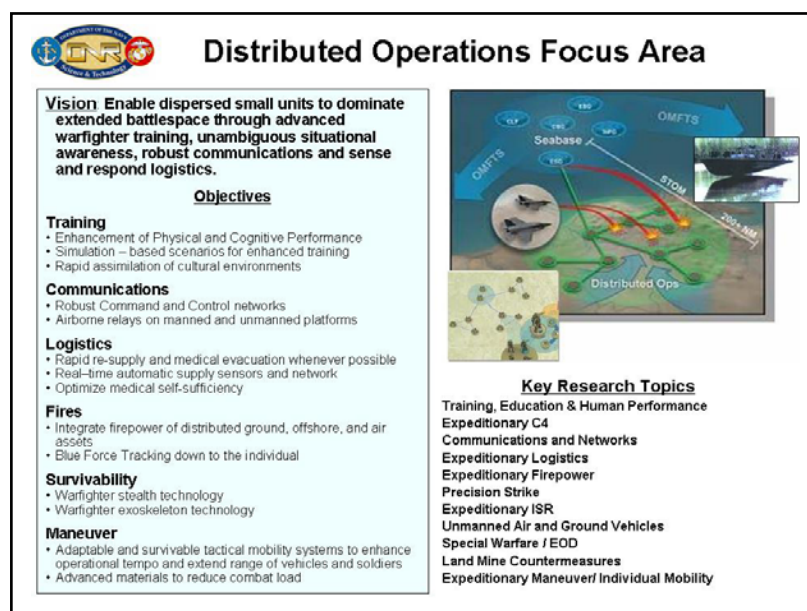 DEPARTMENT OF THE NAVY
ONR
Science & Technology
Distributed Operations Focus Area
Vision Enable dispersed small units to dominate
extended battlespace through advanced
warfighter training, unambiguous situational
awareness, robust communications and sense
and respond logistics.
Objectives
Training
• Enhancement of Physical and Cognitive Performance
• Simulation – based scenarios for enhanced training
• Rapid assimilation of cultural environments
Communications
• Robust Command and Control networks
• Airborne relays on manned and unmanned platforms
Logistics
• Rapid re-supply and medical evacuation whenever possible
• Real–time automatic supply sensors and network
• Optimize medical self-sufficiency
Fires
• Integrate firepower of distributed ground, offshore, and air
assets
• Blue Force Tracking down to the individual
Survivability
• Warfighter stealth technology
• Warfighter exoskeleton technology
Maneuver
• Adaptable and survivable tactical mobility systems to enhance
operational tempo and extend range of vehicles and soldiers
• Advanced materials to reduce combat load
OMFTS
Seabase
OMFTS
STOM
200+ NM
Distributed Ops
Key Research Topics
Training, Education & Human Performance
Expeditionary C4
Communications and Networks
Expeditionary Logistics
Expeditionary Firepower
Precision Strike
Expeditionary ISR
Unmanned Air and Ground Vehicles
Special Warfare / EOD
Land Mine Countermeasures
Expeditionary Maneuver/ Individual Mobility